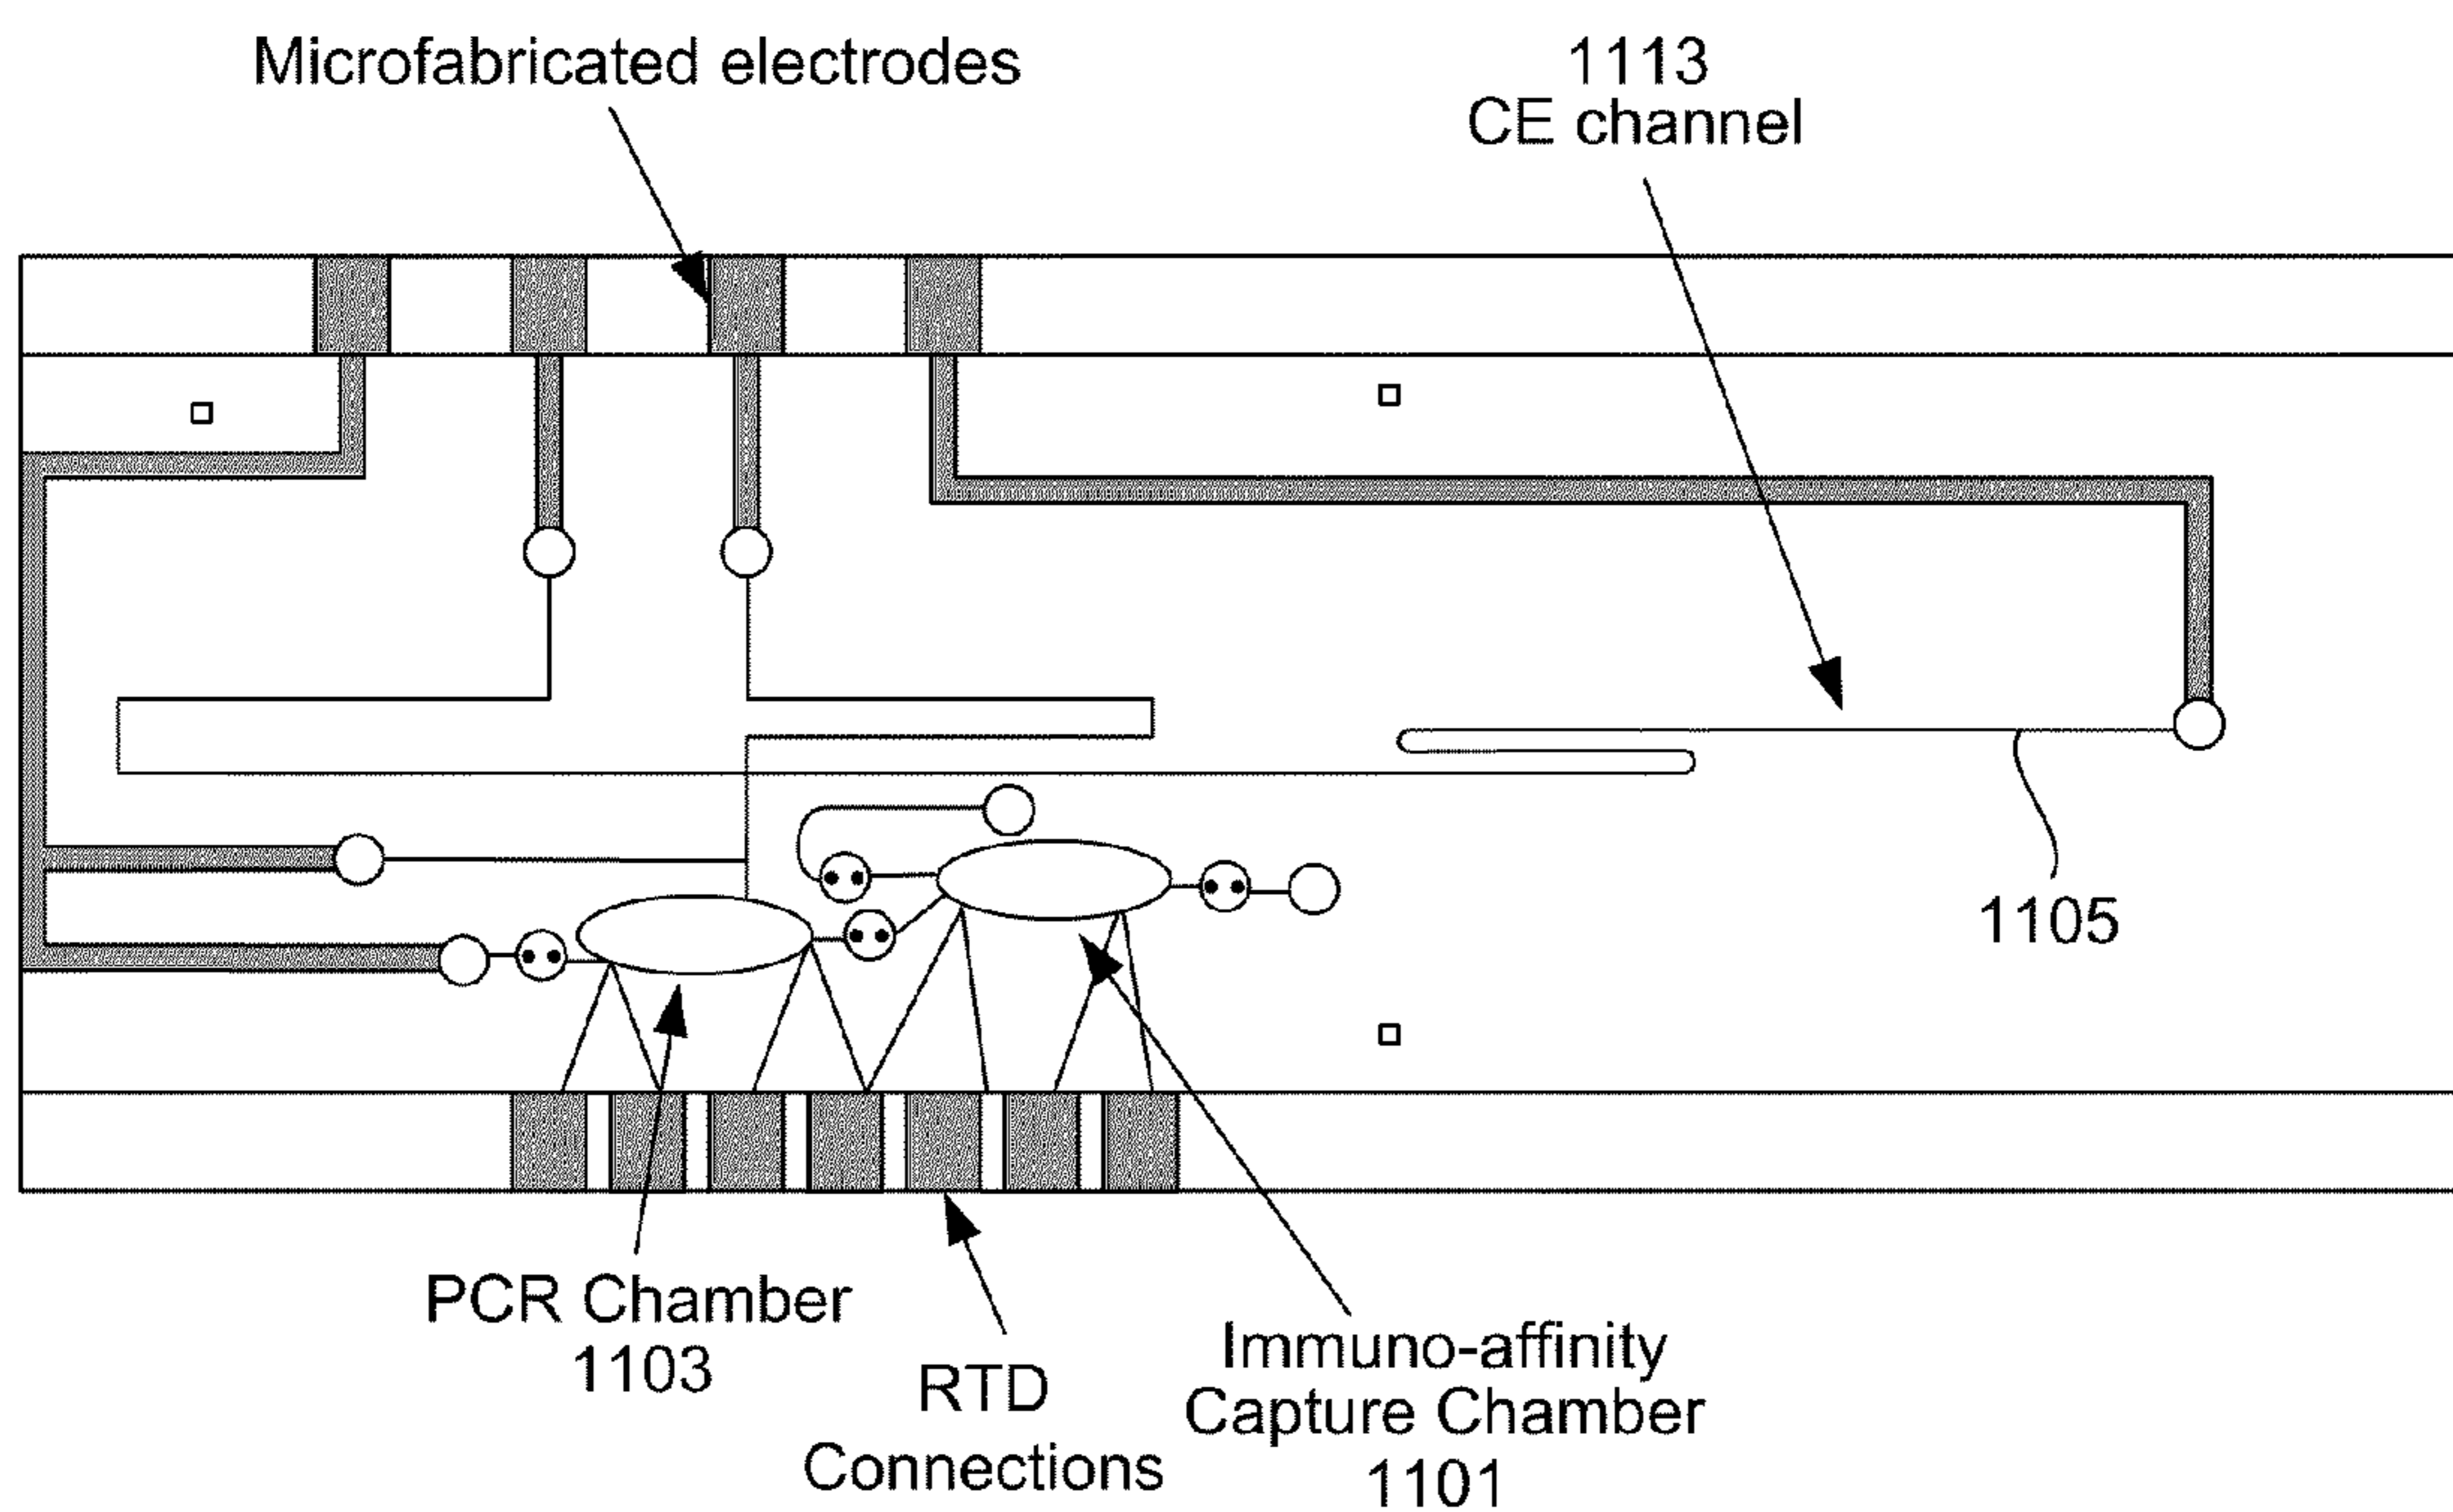 Microfabricated electrodes
1113
CE channel
1105
PCR Chamber
1103
RTD
Connections
Immuno-affinity
Capture Chamber
1101